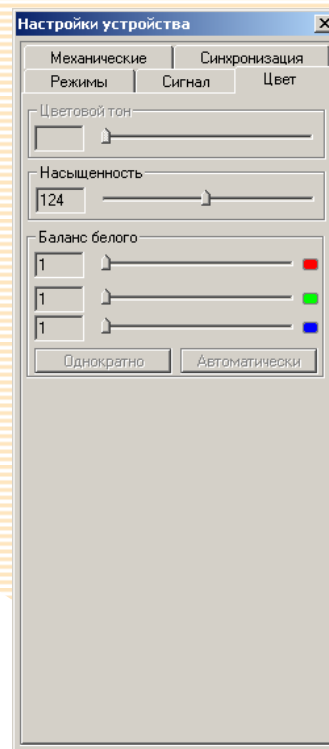 Настройки устройства
Механические Синхронизация
Режимы Сигнал Цвет
Цветовой тон
Насыщенность
124
Баланс белого
1
1
1
Однократно Автоматически